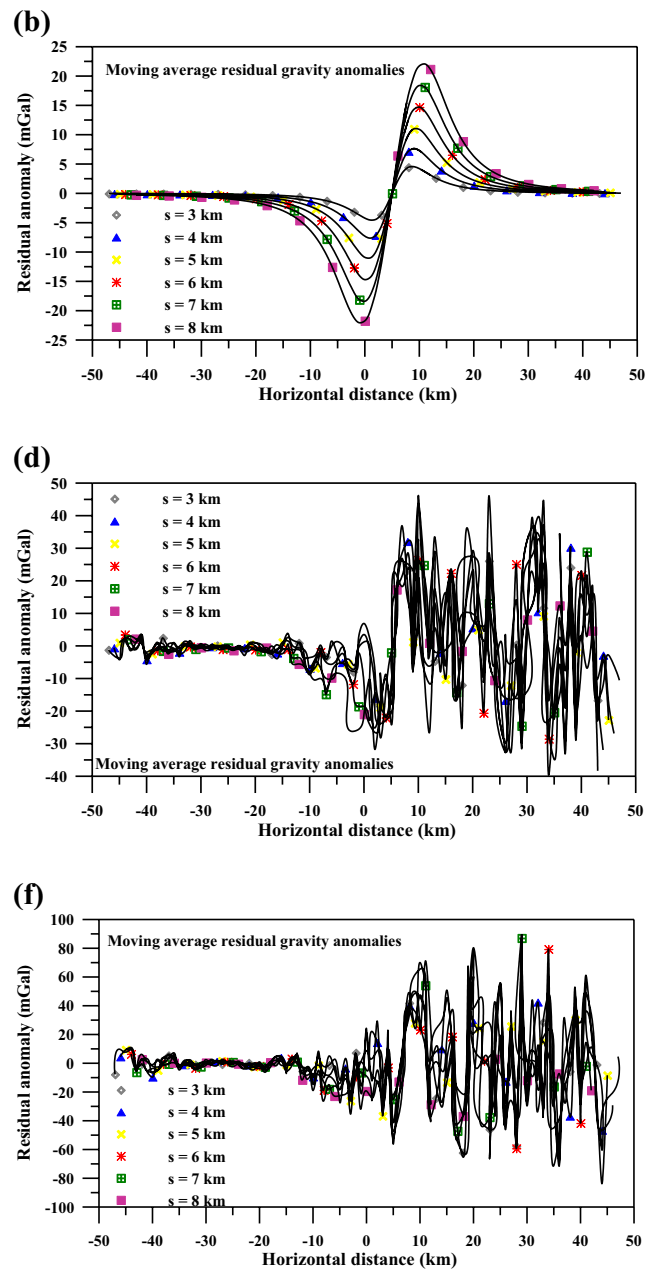 (b)
25
20
15
10
5
0
-5
-10
-15
-20
-25
Residual anomaly (mGal)
Moving average residual gravity anomalies
s = 3 km
s = 4 km
s = 5 km
s = 6 km
s = 7 km
s = 8 km
-50 -40 -30 -20 -10 0 10 20 30 40 50
Horizontal distance (km)
(d)
50
40
30
20
10
0
-10
-20
-30
-40
Residual anomaly (mGal)
s = 3 km
s = 4 km
s = 5 km
s = 6 km
s = 7 km
s = 8 km
Moving average residual gravity anomalies
-50 -40 -30 -20 -10 0 10 20 30 40 50
Horizontal distance (km)
(f)
100
80
60
40
20
0
-20
-40
-60
-80
-100
Residual anomaly (mGal)
Moving average residual gravity anomalies
s = 3 km
s = 4 km
s = 5 km
s = 6 km
s = 7 km
s = 8 km
-50 -40 -30 -20 -10 0 10 20 30 40 50
Horizontal distance (km)